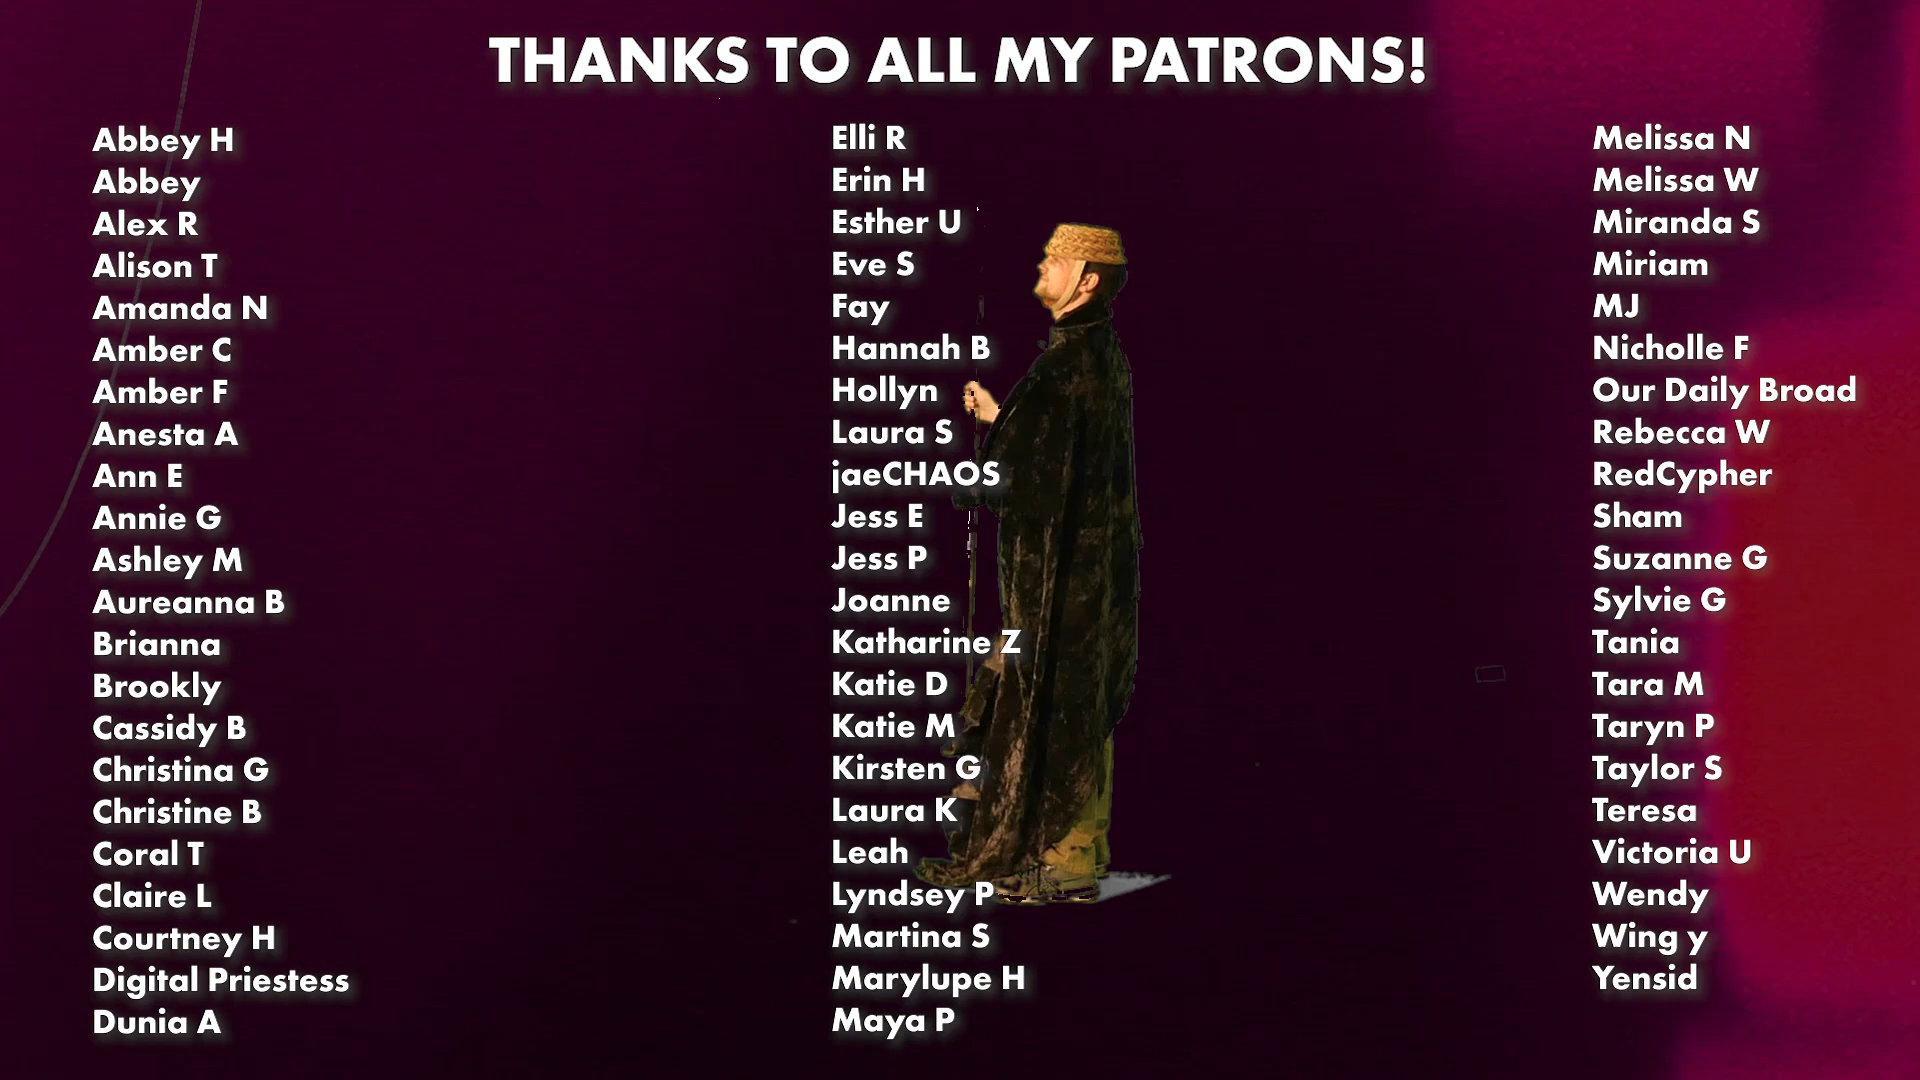 THANKS TO ALL MY PATRONS!
Abbey H
Abbey
Alex R
Alison T
Amanda N
Amber C
Amber F
Anesta A
Ann E
Annie G
Ashley M
Aureanna B
Brianna
Brookly
Cassidy B
Christina G
Christine B
Coral T
Claire L
Courtney H
Digital Priestess
Dunia A
Elli R
Erin H
Esther U
Eve S
Fay
Hannah B
Hollyn
Laura S
jaeCHAOS
Jess E
Jess P
Joanne
Katharine Z
Katie D
Katie M
Kirsten G
Laura K
Leah
Lyndsey P
Martina S
Marylupe H
Maya P
Melissa N
Melissa W
Miranda S
Miriam
MJ
Nicholle F
Our Daily Broad
Rebecca W
RedCypher
Sham
Suzanne G
Sylvie G
Tania
Tara M
Taryn P
Taylor S
Teresa
Victoria U
Wendy
Wing y
Yensid